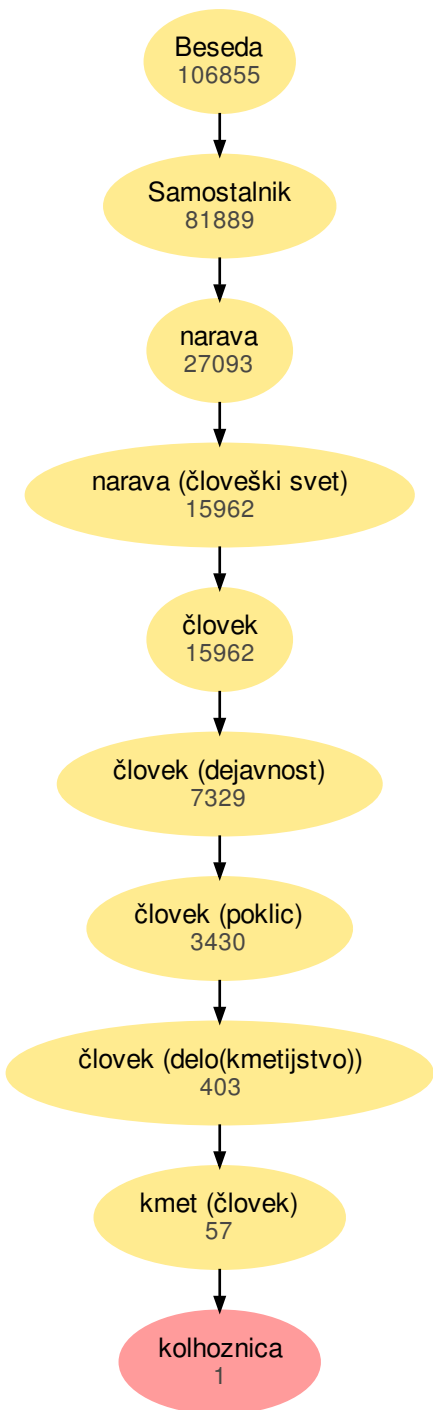 Beseda
106855
Samostalnik
81889
narava
27093
narava (človeški svet)
15962
človek
15962
človek (dejavnost)
7329
človek (poklic)
3430
človek (delo(kmetijstvo))
403
kmet (človek)
57
kolhoznica
1